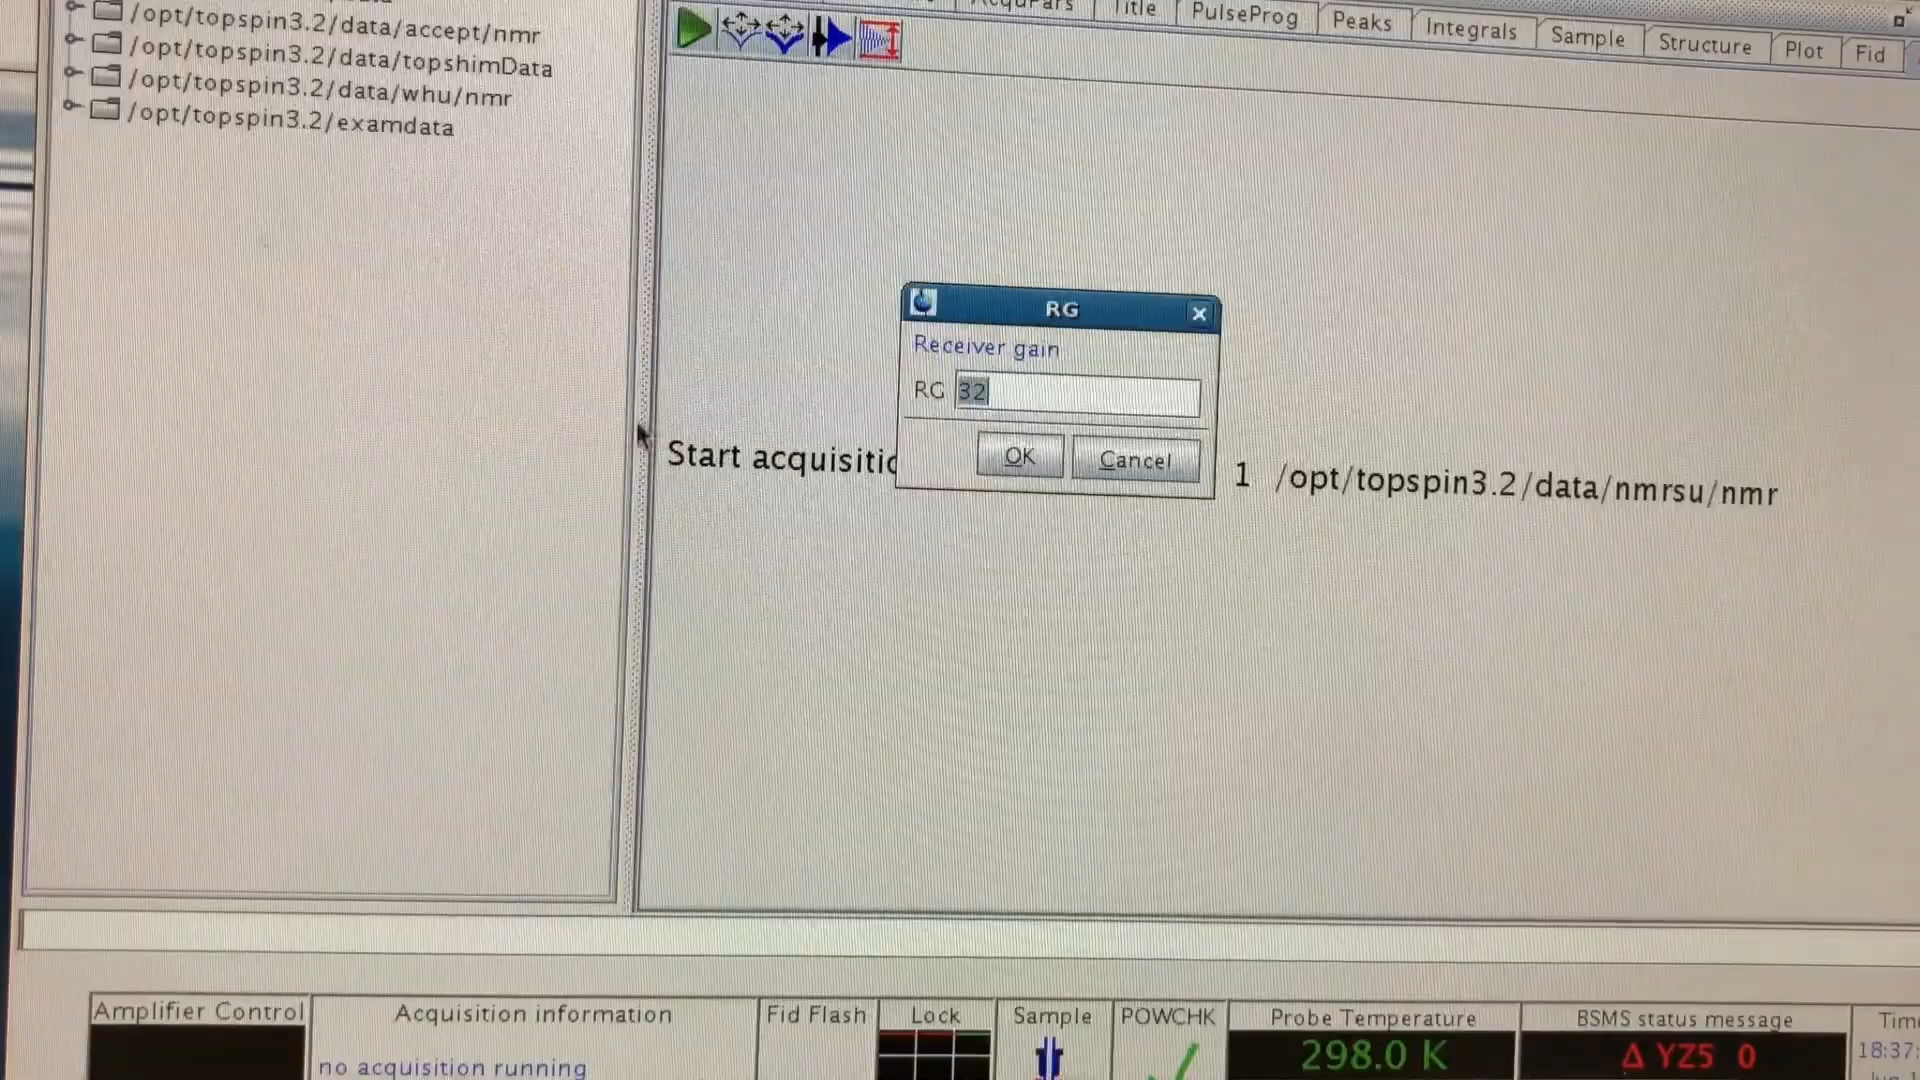 /opt/topspin3.2/data/accept/nmr
/opt/topspin3.2/data/topshimData
/opt/topspin3.2/data/whu/nmr
/opt/topspin3.2/examdata
AcquPars
Title
PulseProg
Peaks
Integrals
Sample
Structure
Plot
Fid
RG
Receiver gain
RG 32
OK
Cancel
Start acquisitio
1 /opt/topspin3.2/data/nmrsu/nmr
Amplifier Control
Acquisition information
no acquisition running
Fid Flash
Lock
Sample
POWCHK
Probe Temperature
298.0 K
BSMS status message
Δ YZ5 0
Time
18:37: